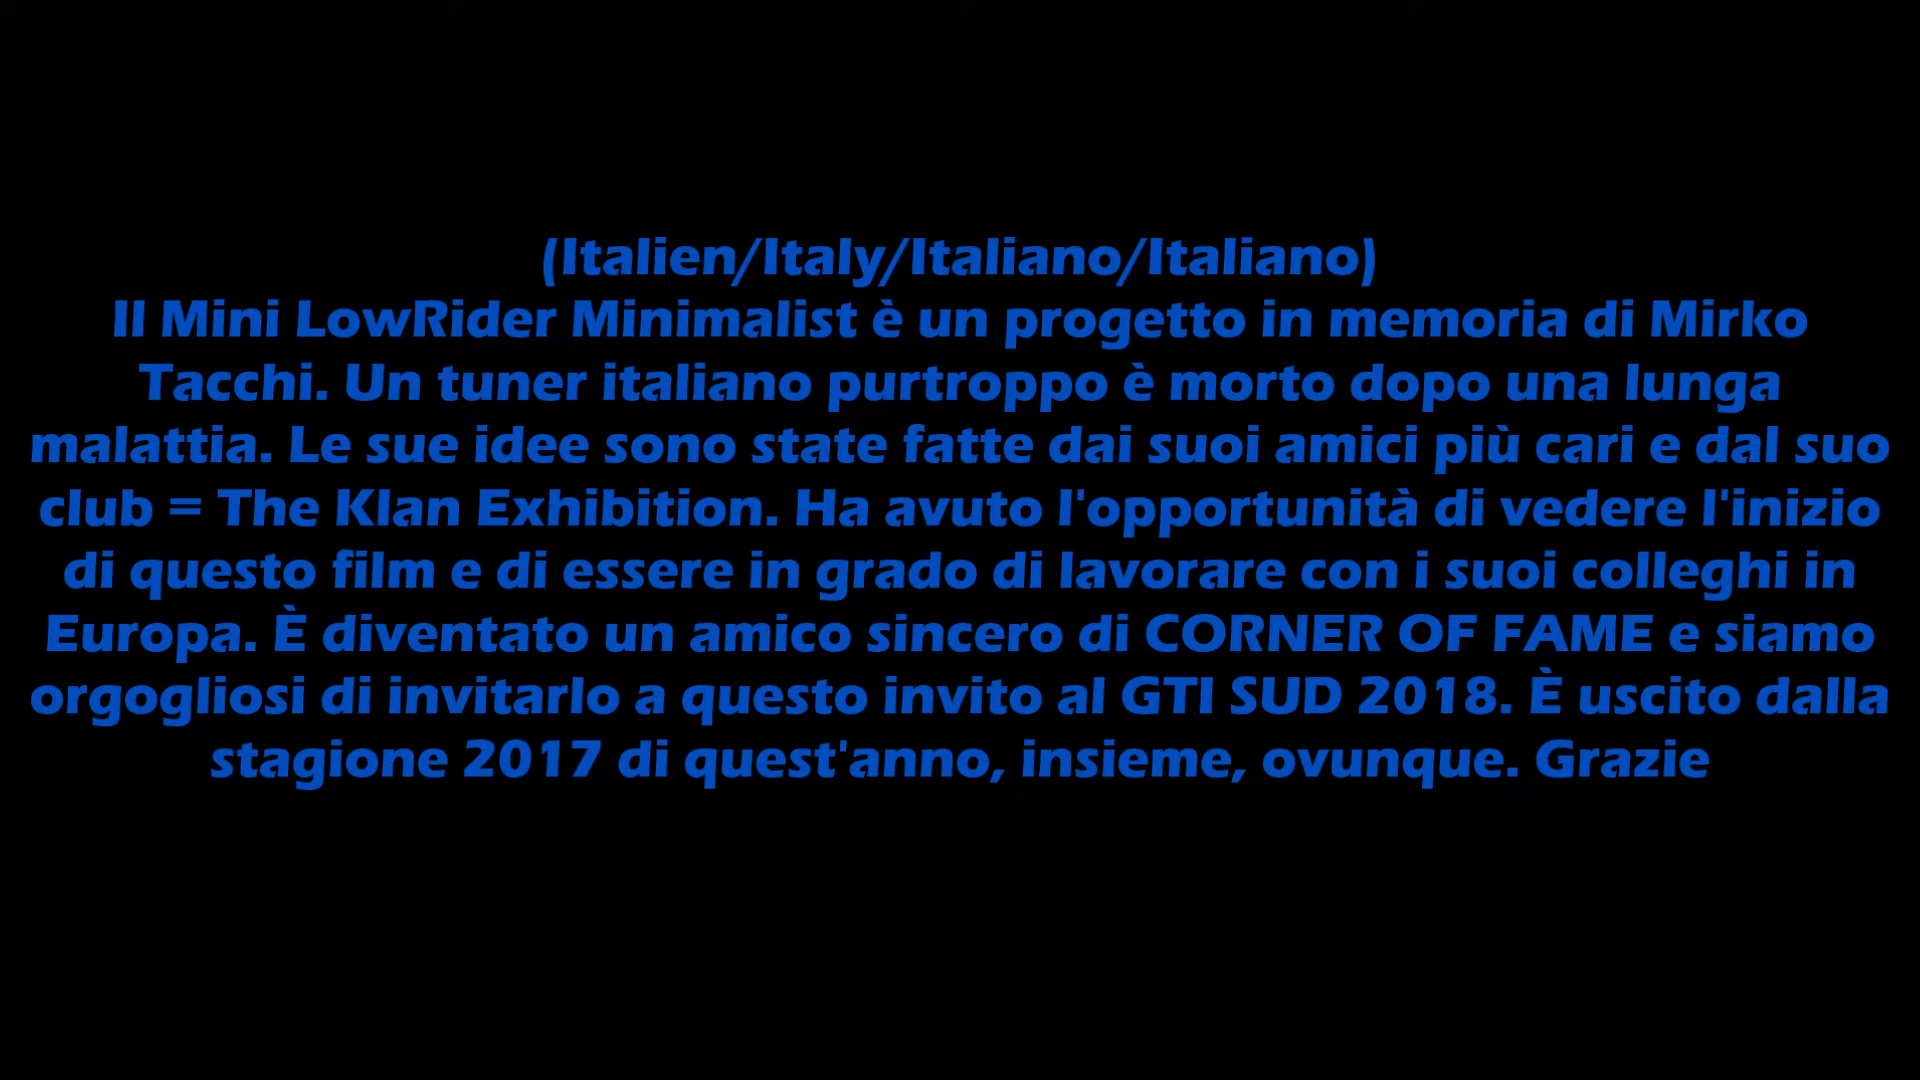 (Italien/Italy/Italiano/Italiano)
Il Mini LowRider Minimalist è un progetto in memoria di Mirko
Tacchi. Un tuner italiano purtroppo è morto dopo una lunga
malattia. Le sue idee sono state fatte dai suoi amici più cari e dal suo
club = The Klan Exhibition. Ha avuto l'opportunità di vedere l'inizio
di questo film e di essere in grado di lavorare con i suoi colleghi in
Europa. È diventato un amico sincero di CORNER OF FAME e siamo
orgogliosi di invitarlo a questo invito al GTI SUD 2018. È uscito dalla
stagione 2017 di quest'anno, insieme, ovunque. Grazie